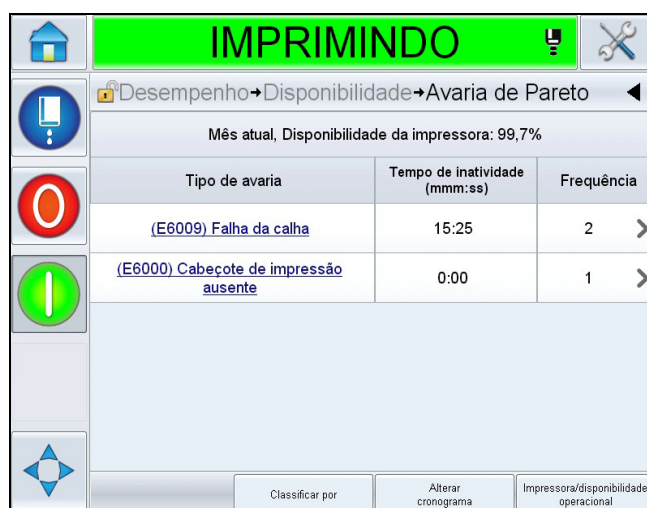 IMPRIMINDO
Desempenho→Disponibilidade→Avaria de Pareto
Mês atual, Disponibilidade da impressora: 99,7%
Tipo de avaria
Tempo de inatividade
(mmm:ss)
Frequência
(E6009) Falha da calha
15:25
2
(E6000) Cabeçote de impressão
ausente
0:00
1
Classificar por
Alterar
cronograma
Impressora/disponibilidade
operacional